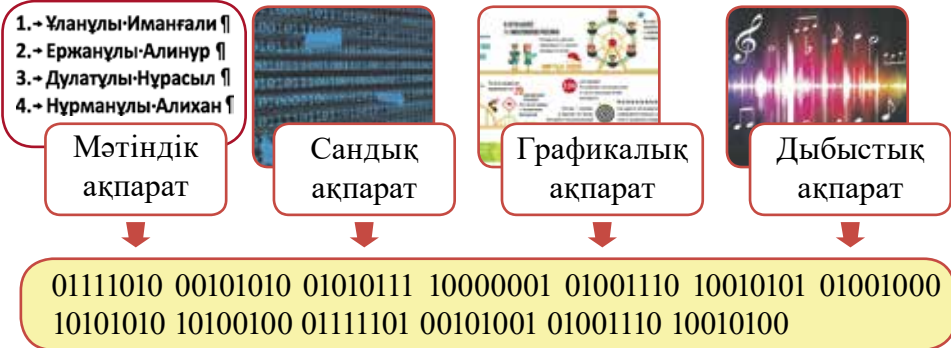 1.→Ұланұлы·Иманғали¶
2.→Ержанұлы·Алинур¶
3.→Дулатұлы·Нұрасыл¶
4.→Нұрманұлы·Алихан¶
Мәтіндік
ақпарат
Сандық
ақпарат
Графикалық
ақпарат
Дыбыстық
ақпарат
01111010 00101010 01010111 10000001 01001110 10010101 01001000
10101010 10100100 01111101 00101001 01001110 10010100